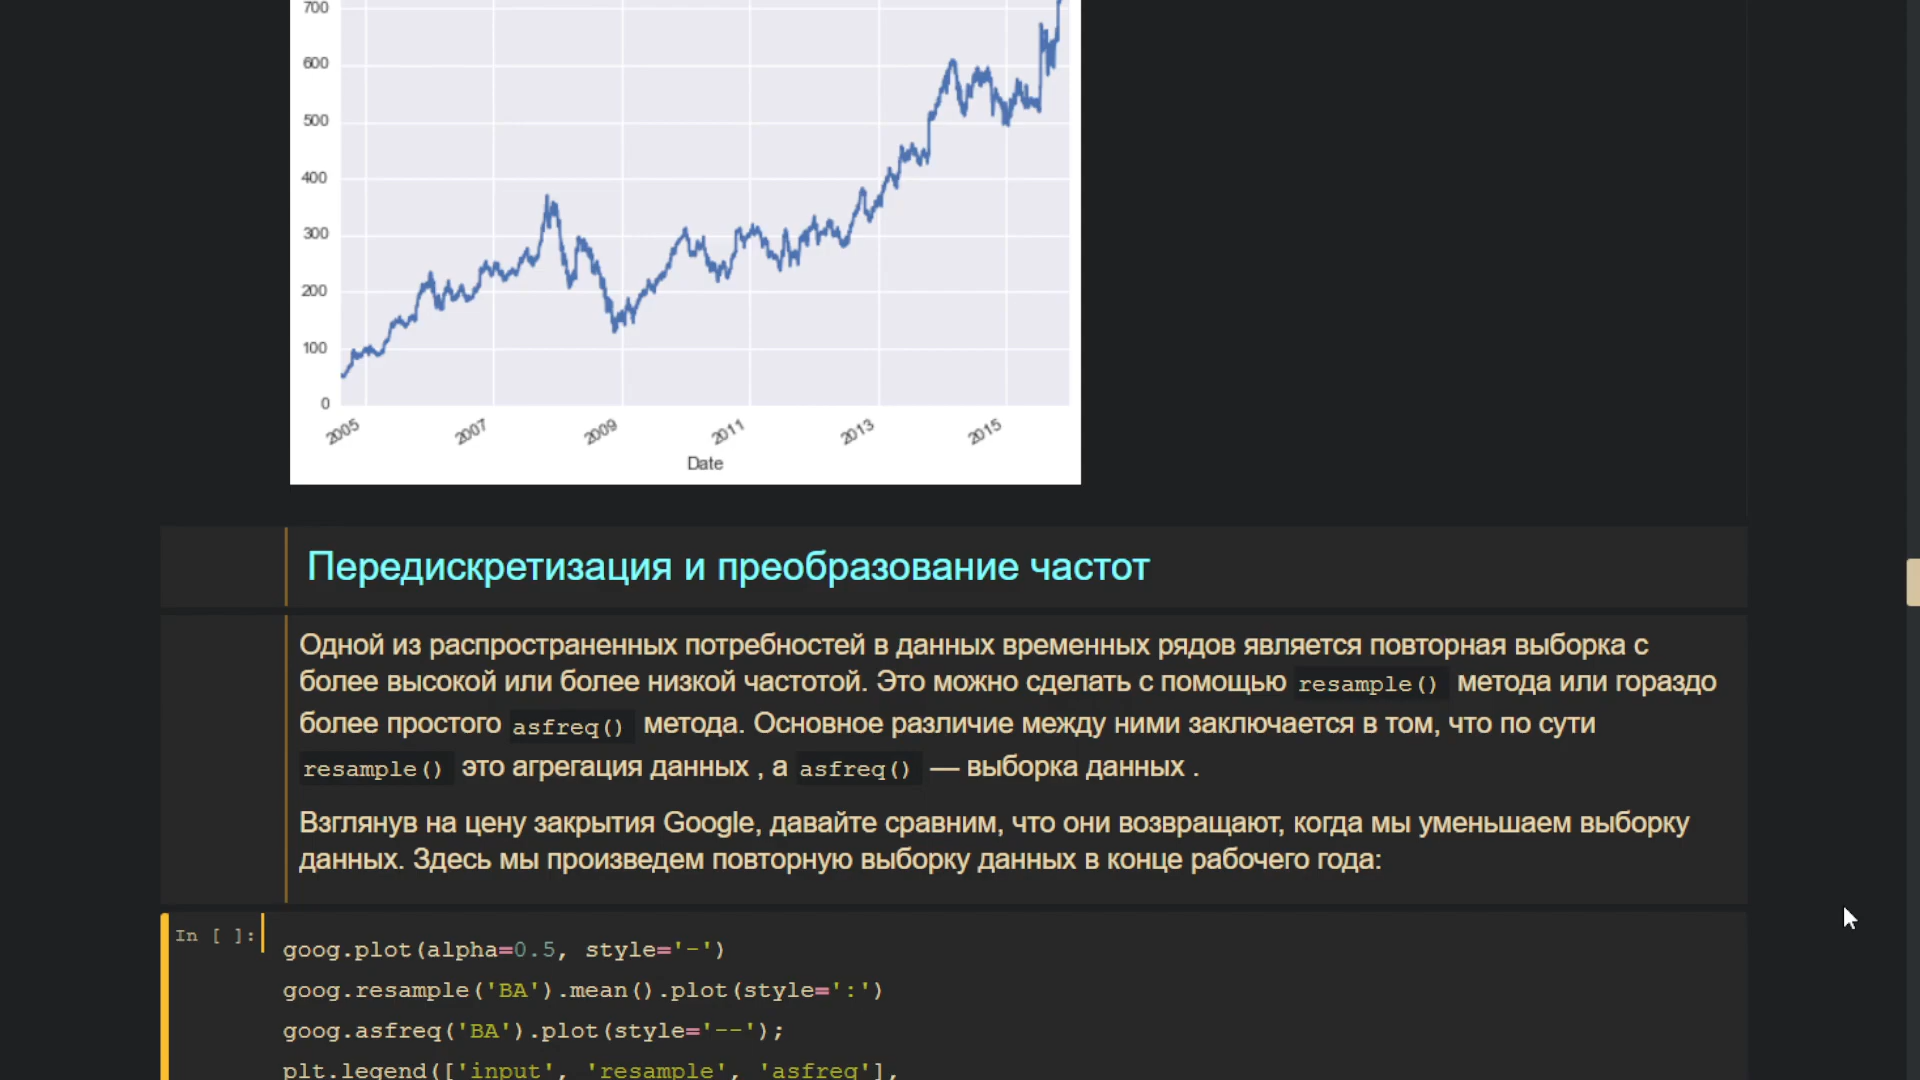 700
600
500
400
300
200
100
0
2005 2007 2009 2011 2013 2015
Date
Передискретизация и преобразование частот
Одной из распространенных потребностей в данных временных рядов является повторная выборка с
более высокой или более низкой частотой. Это можно сделать с помощью resample() метода или гораздо
более простого asfreq() метода. Основное различие между ними заключается в том, что по сути
resample() это агрегация данных , а asfreq() — выборка данных .
Взглянув на цену закрытия Google, давайте сравним, что они возвращают, когда мы уменьшаем выборку
данных. Здесь мы произведем повторную выборку данных в конце рабочего года:
In [ ]:
goog.plot(alpha=0.5, style='-')
goog.resample('BA').mean().plot(style=':')
goog.asfreq('BA').plot(style='--');
plt.legend(['input', 'resample', 'asfreq'],